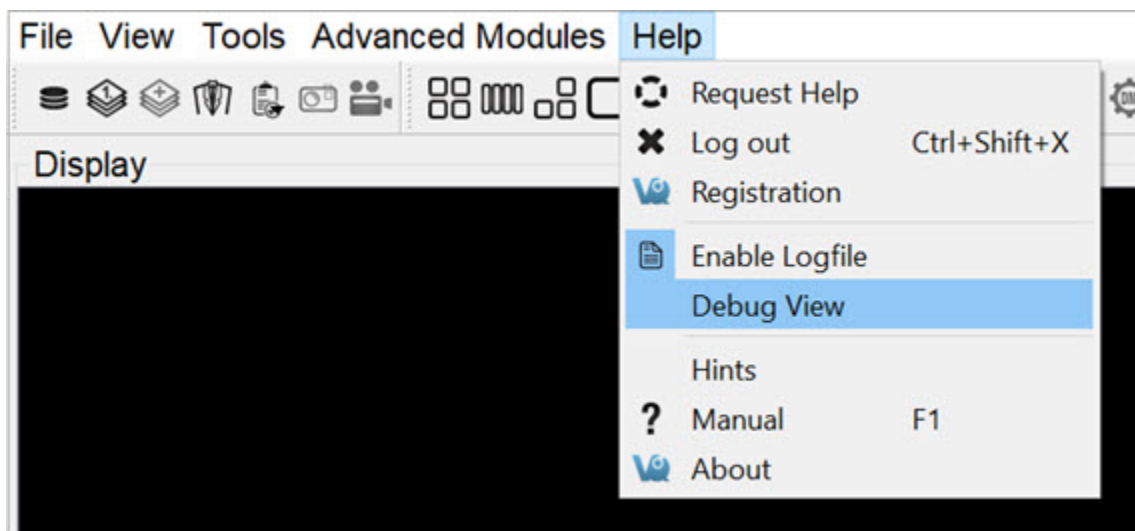 File View Tools Advanced Modules Help
Request Help
Log out Ctrl+Shift+X
Registration
Display
Enable Logfile
Debug View
Hints
? Manual F1
About